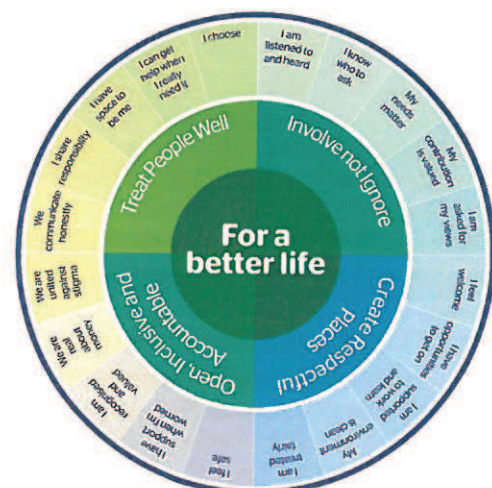 For a
better life
Treat People Well
Involve not Ignore
Create Respectful
Places
Open, Inclusive and
Accountable
I am
listened to
and heard
I know
who to
ask
My
needs
matter
My
contribution
is valued
I am
asked for
my views
I feel
welcome
I have
opportunities
to get on
I am
supported
to work
and learn
My
environment
is clean
I am
treated
fairly
I feel
safe
I have
support
when I'm
worried
I am
recognised
and
valued
We are
real
about
money
We are
united
against
stigma
We
communicate
honestly
I share
responsibility
I have
space to
be me
I can get
help when
I really
need it
I choose